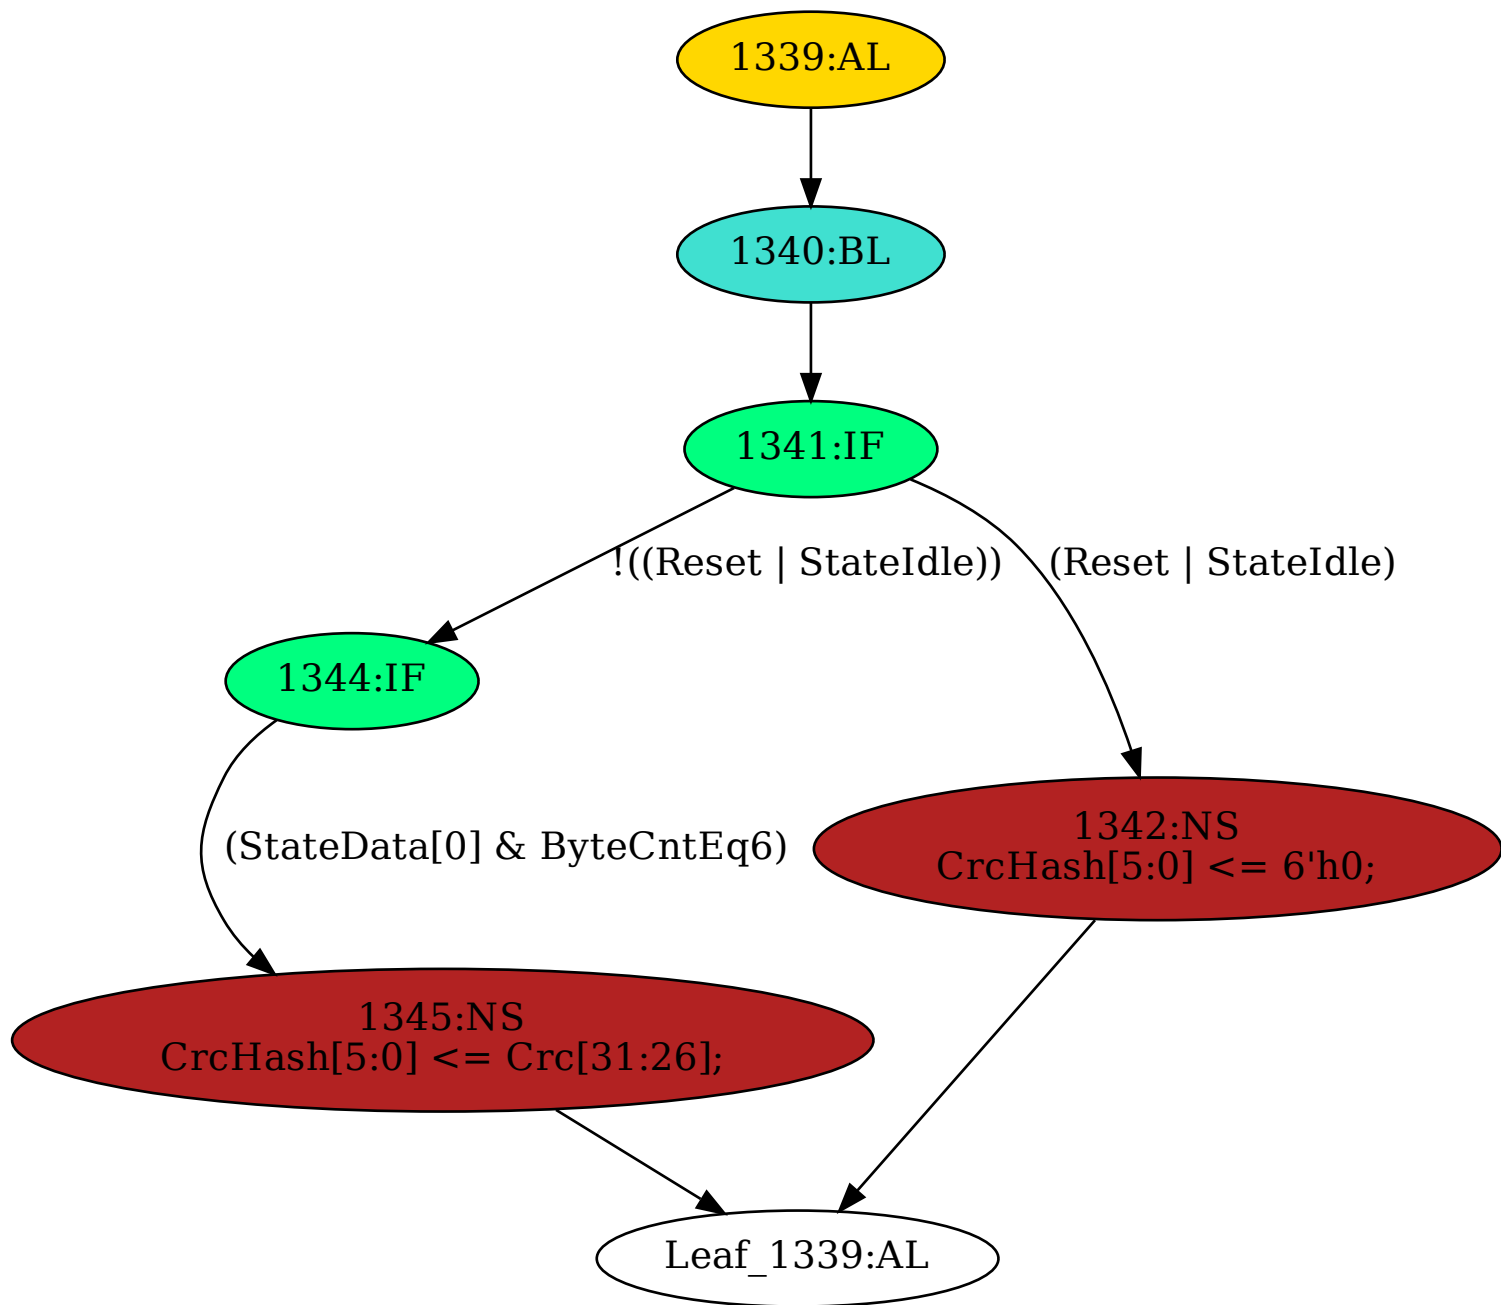 1339:AL
1340:BL
1341:IF
!((Reset | StateIdle))
(Reset | StateIdle)
1344:IF
(StateData[0] & ByteCntEq6)
1342:NS
CrcHash[5:0] <= 6'h0;
1345:NS
CrcHash[5:0] <= Crc[31:26];
Leaf_1339:AL